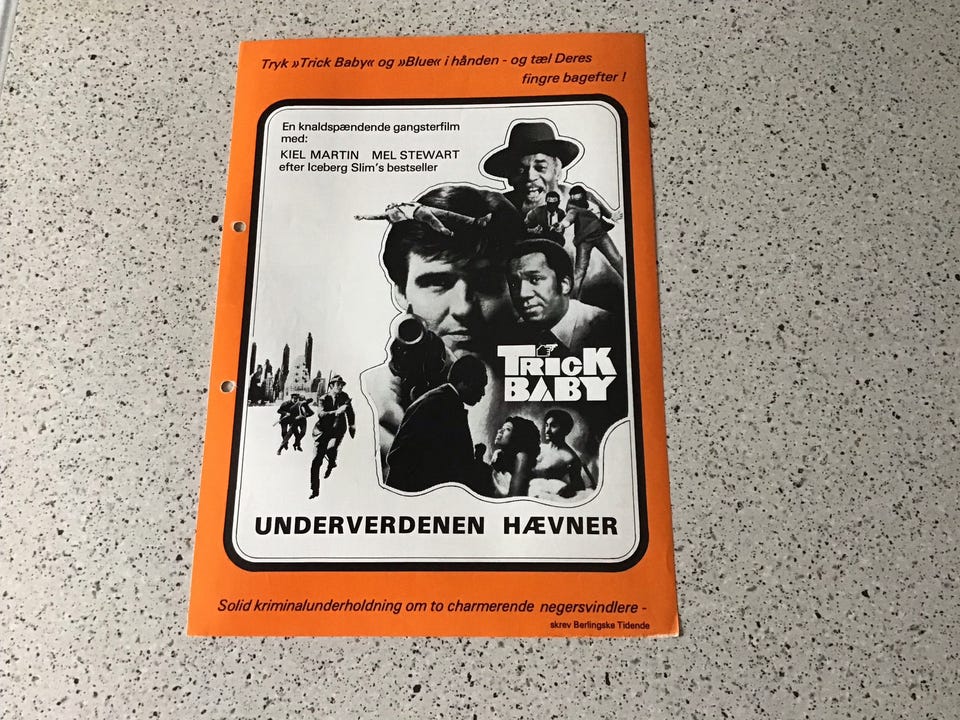 Tryk »Trick Baby« og »Blue« i hånden - og tæl Deres
fingre bagefter !
En knaldspændende gangsterfilm
med:
KIEL MARTIN MEL STEWART
efter Iceberg Slim's bestseller
TRICK
BABY
UNDERVERDENEN HÆVNER
Solid kriminalunderholdning om to charmerende negersvindlere -
skrev Berlingske Tidende